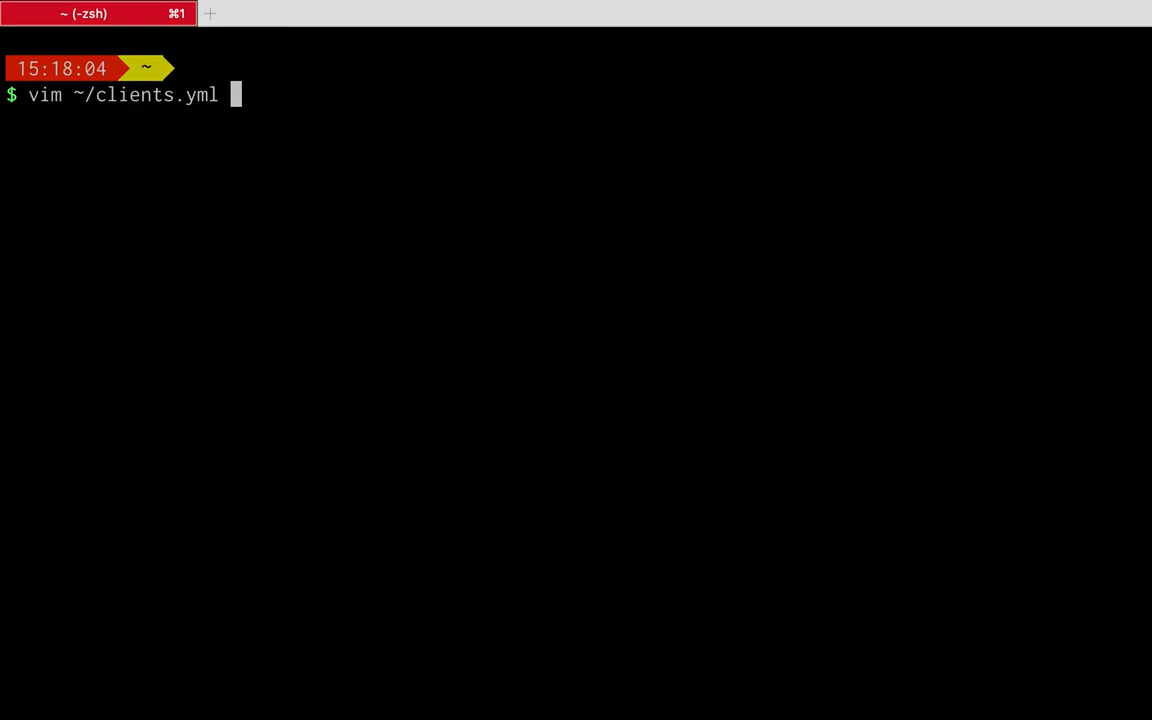 ~ (-zsh) ⌘1 +
15:18:04 ~
$ vim ~/clients.yml